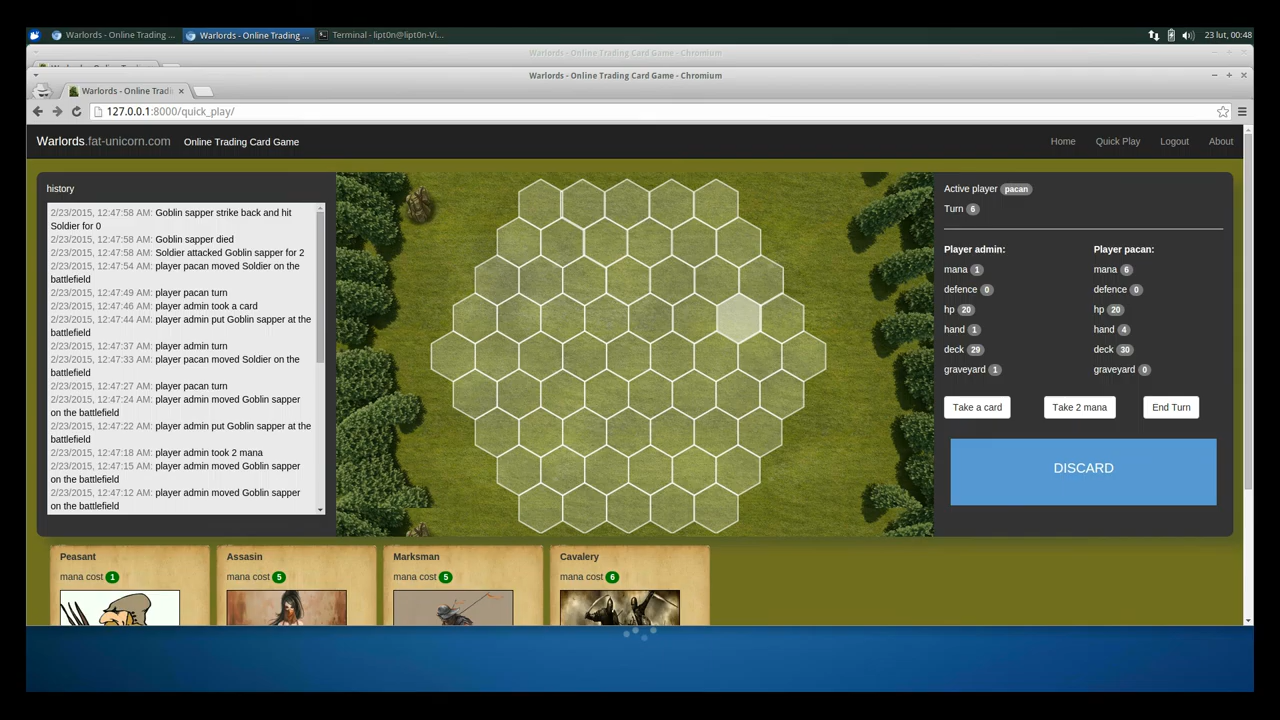 Warlords - Online Trading ...
Warlords - Online Trading ...
Terminal - lipt0n@lipt0n-Vi...
23 lut, 00:48
Warlords - Online Trading Card Game - Chromium
Warlords - Online Trading Card Game - Chromium
Warlords - Online Tradi
127.0.0.1:8000/quick_play/
Warlords.fat-unicorn.com Online Trading Card Game
Home Quick Play Logout About
history
2/23/2015, 12:47:58 AM: Goblin sapper strike back and hit
Soldier for 0
2/23/2015, 12:47:58 AM: Goblin sapper died
2/23/2015, 12:47:58 AM: Soldier attacked Goblin sapper for 2
2/23/2015, 12:47:54 AM: player pacan moved Soldier on the
battlefield
2/23/2015, 12:47:49 AM: player pacan turn
2/23/2015, 12:47:46 AM: player admin took a card
2/23/2015, 12:47:44 AM: player admin put Goblin sapper at the
battlefield
2/23/2015, 12:47:37 AM: player admin turn
2/23/2015, 12:47:33 AM: player pacan moved Soldier on the
battlefield
2/23/2015, 12:47:27 AM: player pacan turn
2/23/2015, 12:47:24 AM: player admin moved Goblin sapper
on the battlefield
2/23/2015, 12:47:22 AM: player admin put Goblin sapper at the
battlefield
2/23/2015, 12:47:18 AM: player admin took 2 mana
2/23/2015, 12:47:15 AM: player admin moved Goblin sapper
on the battlefield
2/23/2015, 12:47:12 AM: player admin moved Goblin sapper
on the battlefield
Active player pacan
Turn 6
Player admin:
mana 1
defence 0
hp 20
hand 1
deck 29
graveyard 1
Player pacan:
mana 6
defence 0
hp 20
hand 4
deck 30
graveyard 0
Take a card
Take 2 mana
End Turn
DISCARD
Peasant
mana cost 1
Assasin
mana cost 5
Marksman
mana cost 5
Cavalery
mana cost 6